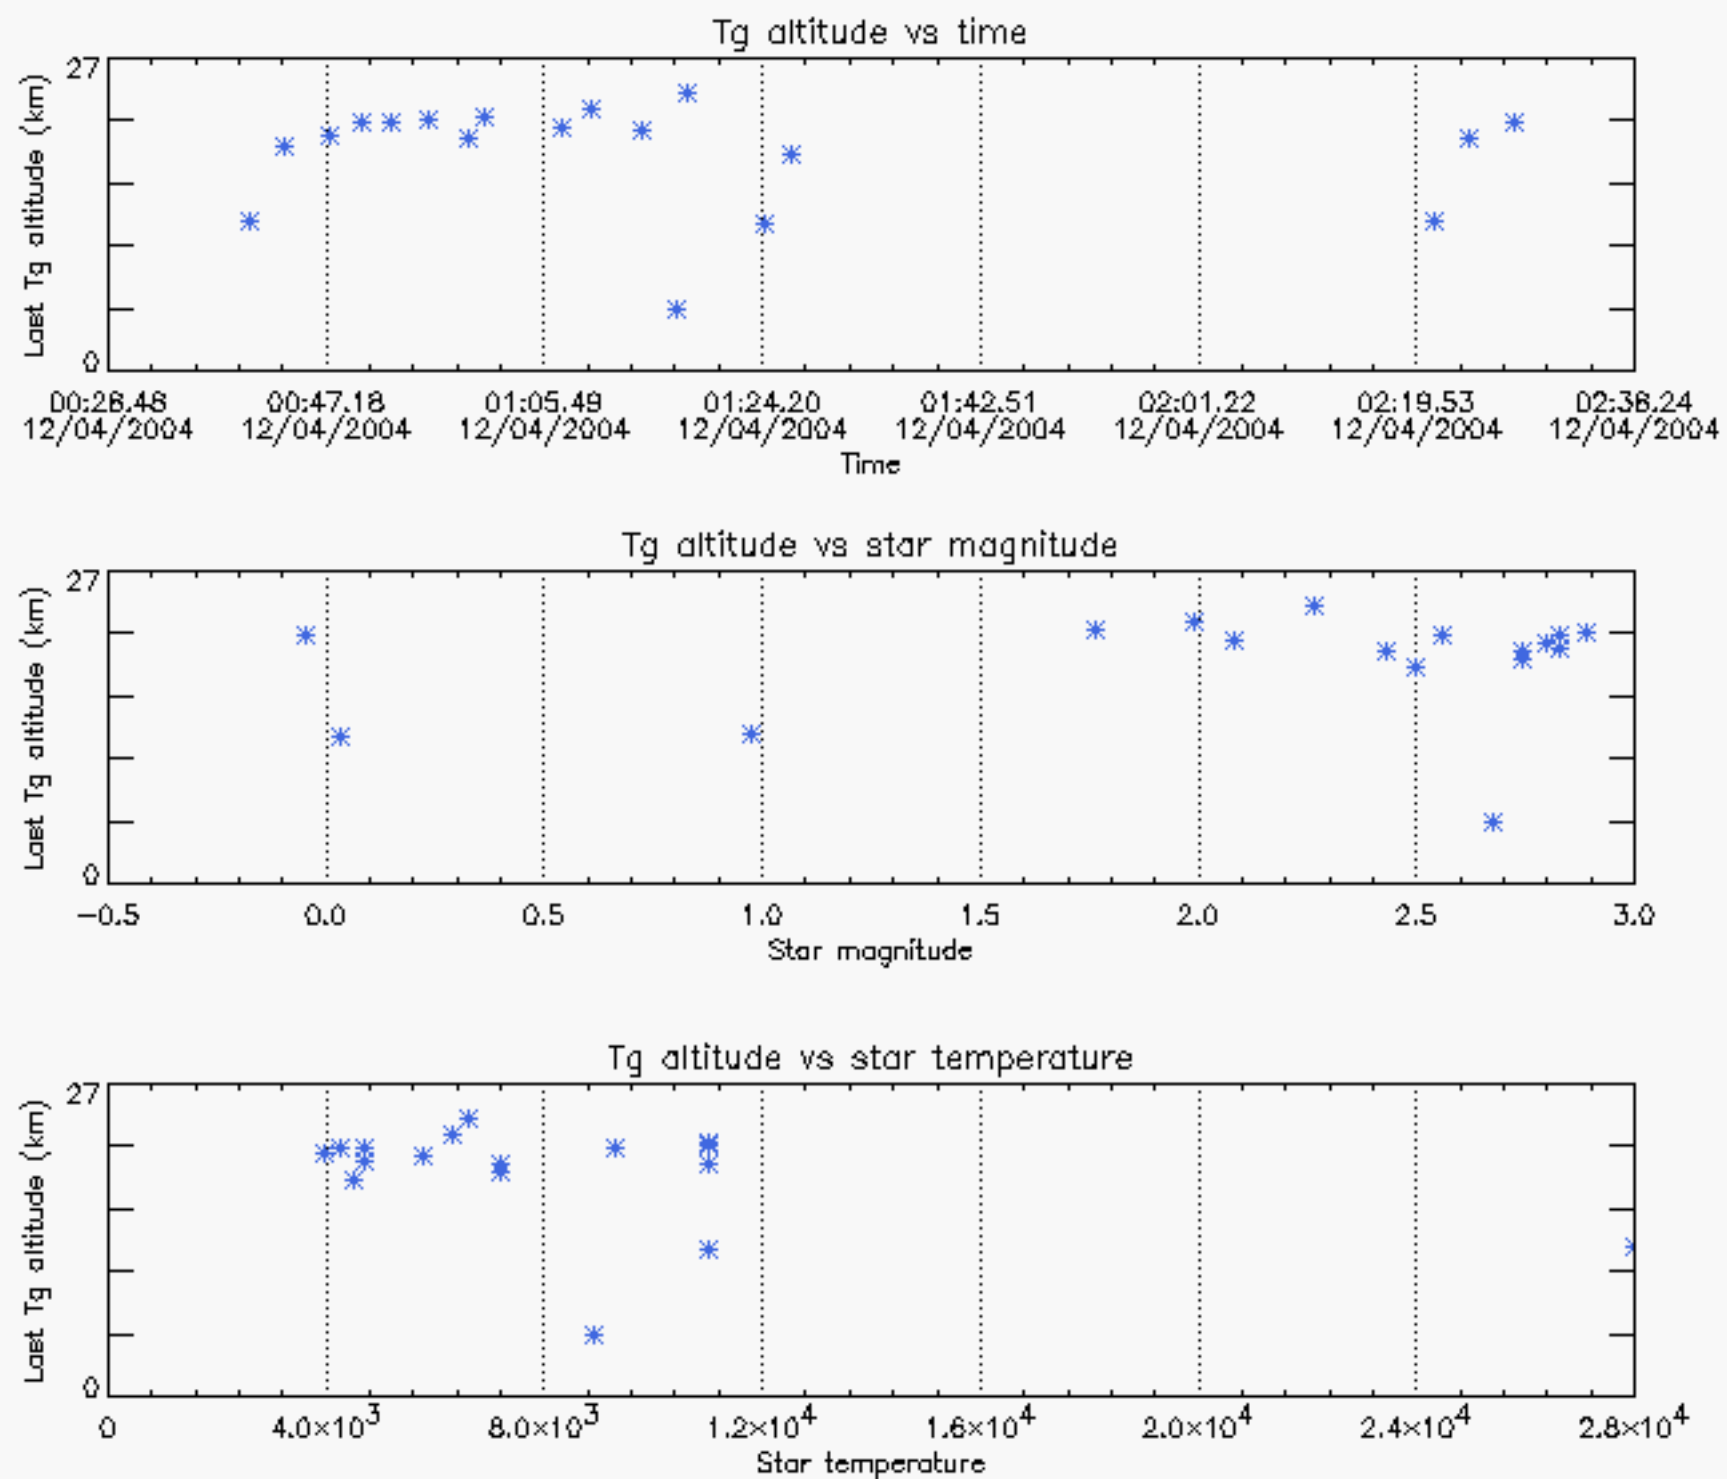 Tg altitude vs time
27
Last Tg altitude (km)
0
00:26.48 00:47.18 01:05.49 01:24.20 01:42.51 02:01.22 02:19.53 02:36.24
12/04/2004 12/04/2004 12/04/2004 12/04/2004 12/04/2004 12/04/2004 12/04/2004 12/04/2004
Time
Tg altitude vs star magnitude
27
Last Tg altitude (km)
0
−0.5 0.0 0.5 1.0 1.5 2.0 2.5 3.0
Star magnitude
Tg altitude vs star temperature
27
Last Tg altitude (km)
0
0 4.0×10³ 8.0×10³ 1.2×10⁴ 1.6×10⁴ 2.0×10⁴ 2.4×10⁴ 2.8×10⁴
Star temperature